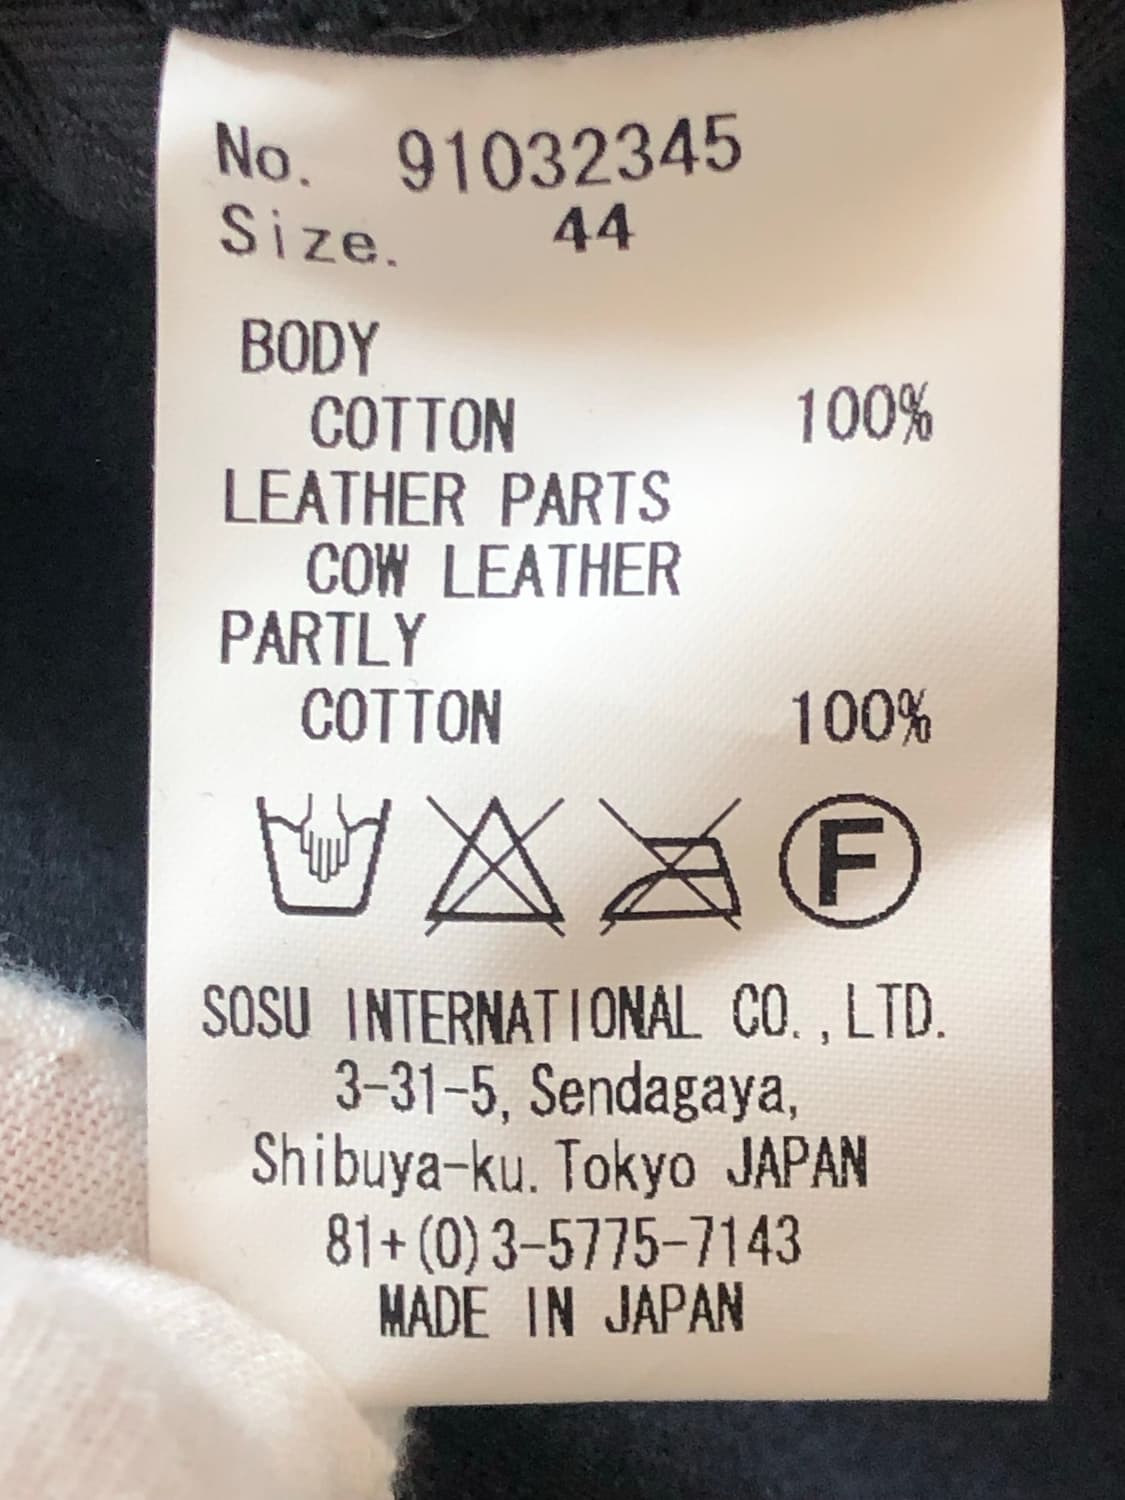 No. 91032345
Size. 44
BODY
COTTON 100%
LEATHER PARTS
COW LEATHER
PARTLY
COTTON 100%
F
SOSU INTERNATIONAL CO.,LTD.
3-31-5, Sendagaya,
Shibuya-ku. Tokyo JAPAN
81+(0)3-5775-7143
MADE IN JAPAN